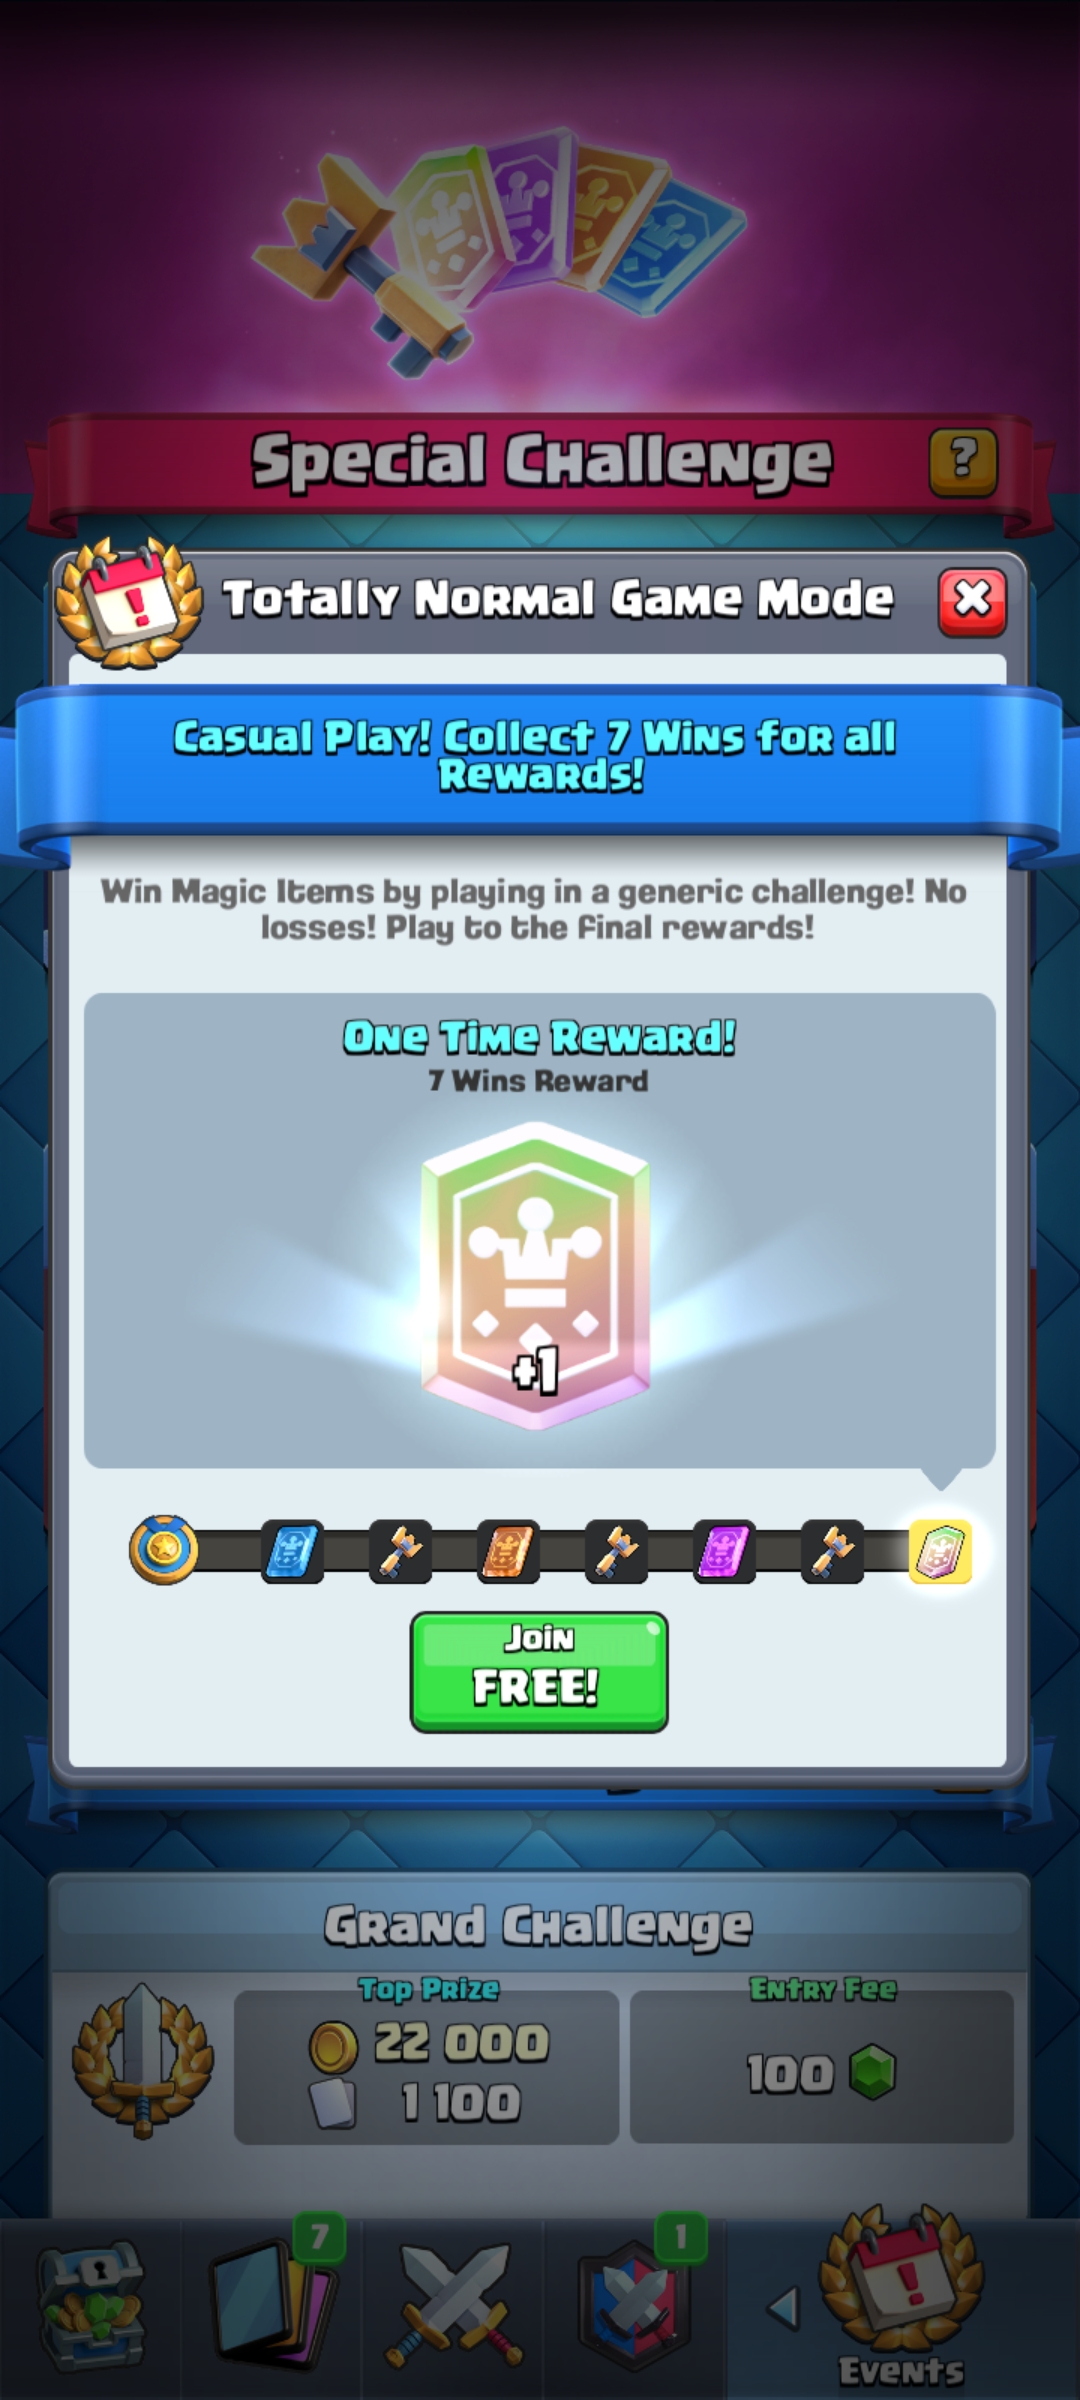 Special Challenge
?
Totally Normal Game Mode
Casual Play! Collect 7 Wins for all
Rewards!
Win Magic Items by playing in a generic challenge! No
losses! Play to the final rewards!
One Time Reward!
7 Wins Reward
+1
Join
FREE!
Grand Challenge
Top Prize
Entry Fee
22 000
1 100
100
7
1
Events